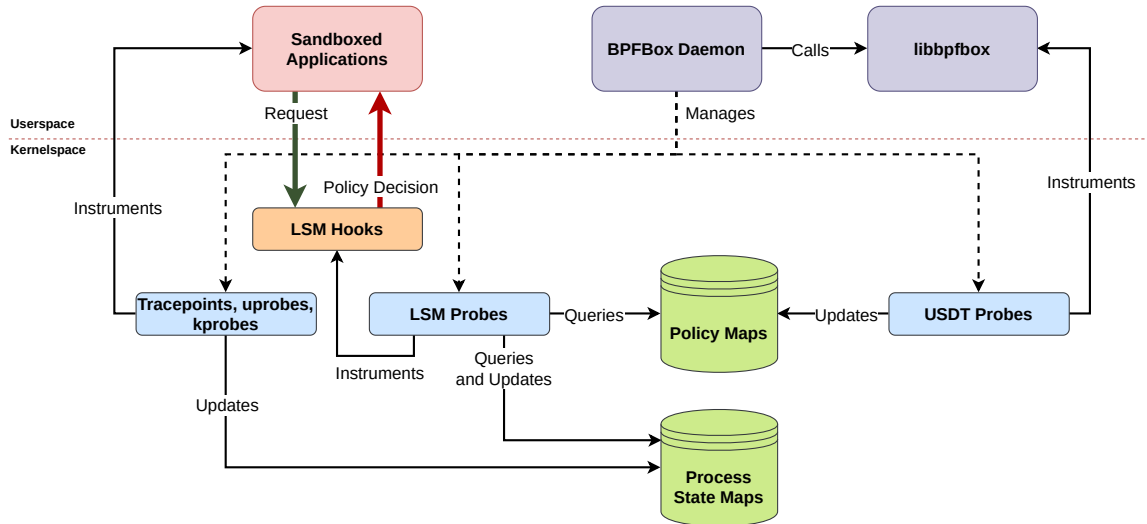 Sandboxed
Applications
BPFBox Daemon
Calls
libbpfbox
Request
Manages
Userspace
Kernelspace
Policy Decision
Instruments
Instruments
LSM Hooks
Tracepoints, uprobes,
kprobes
LSM Probes
Queries
Policy Maps
Updates
USDT Probes
Instruments
Queries
and Updates
Updates
Process
State Maps